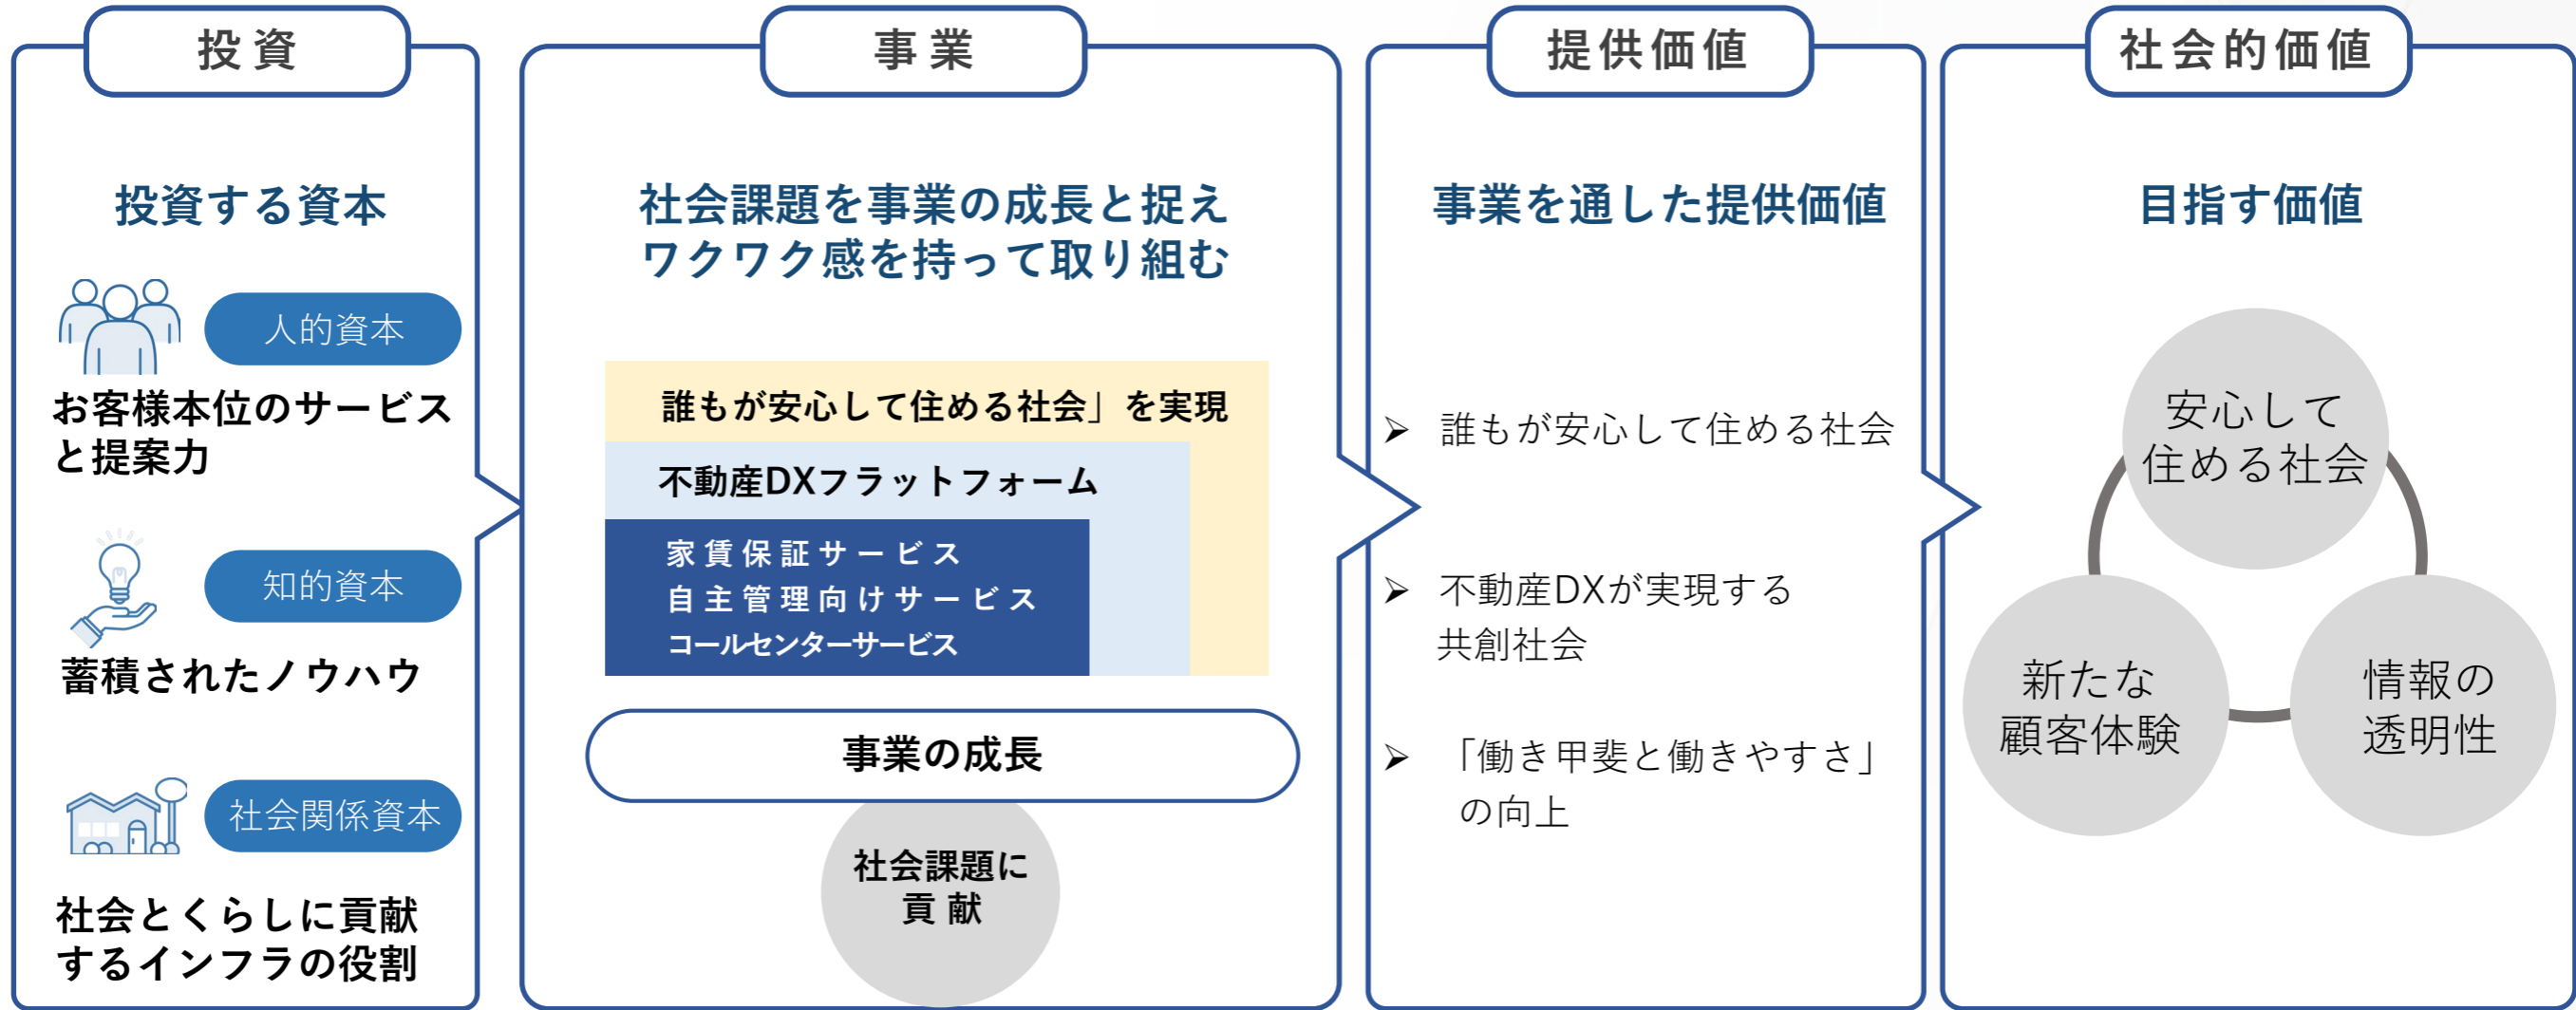 投資
投資する資本
人的資本
お客様本位のサービス
と提案力
知的資本
蓄積されたノウハウ
社会関係資本
社会とくらしに貢献
するインフラの役割
事業
社会課題を事業の成長と捉え
ワクワク感を持って取り組む
誰もが安心して住める社会」を実現
不動産DXフラットフォーム
家賃保証サービス
自主管理向けサービス
コールセンターサービス
事業の成長
社会課題に
貢献
提供価値
事業を通した提供価値
➢ 誰もが安心して住める社会
➢ 不動産DXが実現する
共創社会
➢ 「働き甲斐と働きやすさ」
の向上
社会的価値
目指す価値
安心して
住める社会
新たな
顧客体験
情報の
透明性